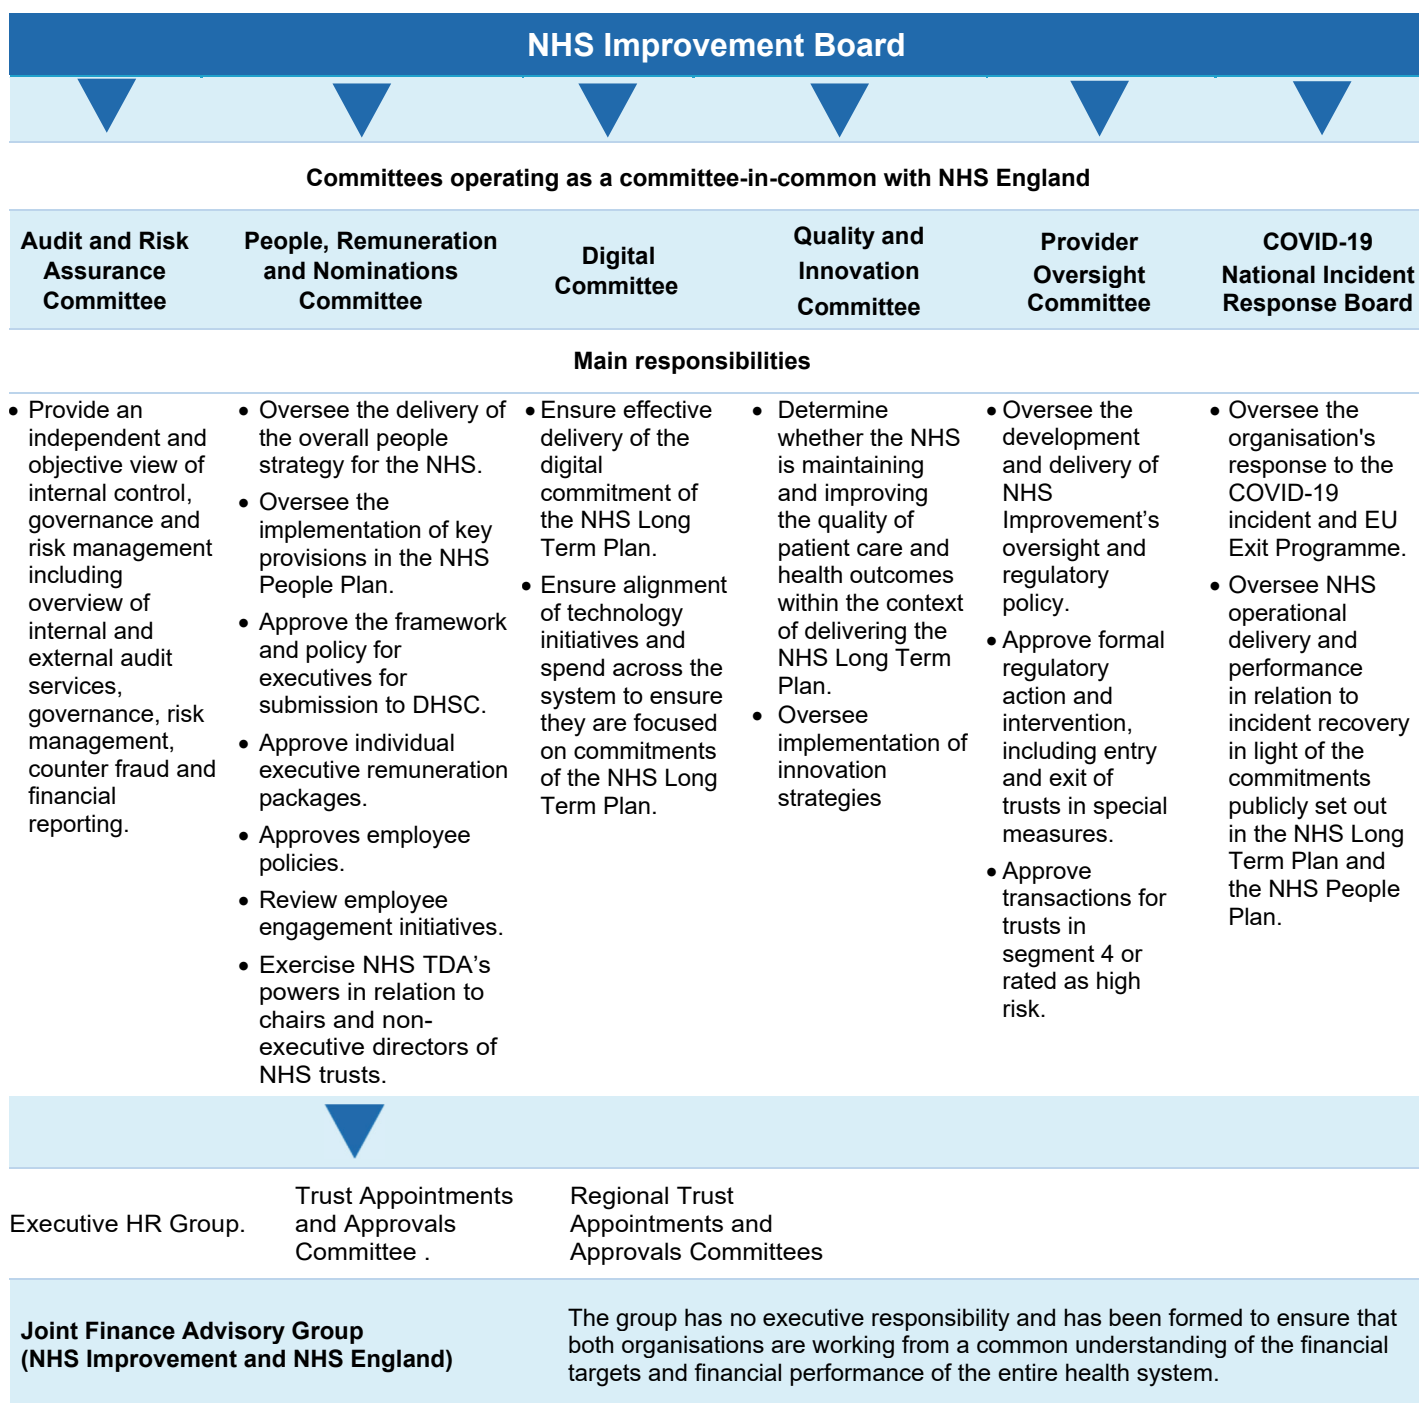 NHS Improvement Board
Committees operating as a committee-in-common with NHS England
Audit and Risk
Assurance
Committee
People, Remuneration
and Nominations
Committee
Digital
Committee
Quality and
Innovation
Committee
Provider
Oversight
Committee
COVID-19
National Incident
Response Board
Main responsibilities
• Provide an
independent and
objective view of
internal control,
governance and
risk management
including
overview of
internal and
external audit
services,
governance, risk
management,
counter fraud and
financial
reporting.
• Oversee the delivery of
the overall people
strategy for the NHS.
• Oversee the
implementation of key
provisions in the NHS
People Plan.
• Approve the framework
and policy for
executives for
submission to DHSC.
• Approve individual
executive remuneration
packages.
• Approves employee
policies.
• Review employee
engagement initiatives.
• Exercise NHS TDA’s
powers in relation to
chairs and non-
executive directors of
NHS trusts.
• Ensure effective
delivery of the
digital
commitment of
the NHS Long
Term Plan.
• Ensure alignment
of technology
initiatives and
spend across the
system to ensure
they are focused
on commitments
of the NHS Long
Term Plan.
• Determine
whether the NHS
is maintaining
and improving
the quality of
patient care and
health outcomes
within the context
of delivering the
NHS Long Term
Plan.
• Oversee
implementation of
innovation
strategies
• Oversee the
development
and delivery of
NHS
Improvement’s
oversight and
regulatory
policy.
• Approve formal
regulatory
action and
intervention,
including entry
and exit of
trusts in special
measures.
• Approve
transactions for
trusts in
segment 4 or
rated as high
risk.
• Oversee the
organisation's
response to the
COVID-19
incident and EU
Exit Programme.
• Oversee NHS
operational
delivery and
performance
in relation to
incident recovery
in light of the
commitments
publicly set out
in the NHS Long
Term Plan and
the NHS People
Plan.
Executive HR Group.
Trust Appointments
and Approvals
Committee .
Regional Trust
Appointments and
Approvals Committees
Joint Finance Advisory Group
(NHS Improvement and NHS England)
The group has no executive responsibility and has been formed to ensure that
both organisations are working from a common understanding of the financial
targets and financial performance of the entire health system.